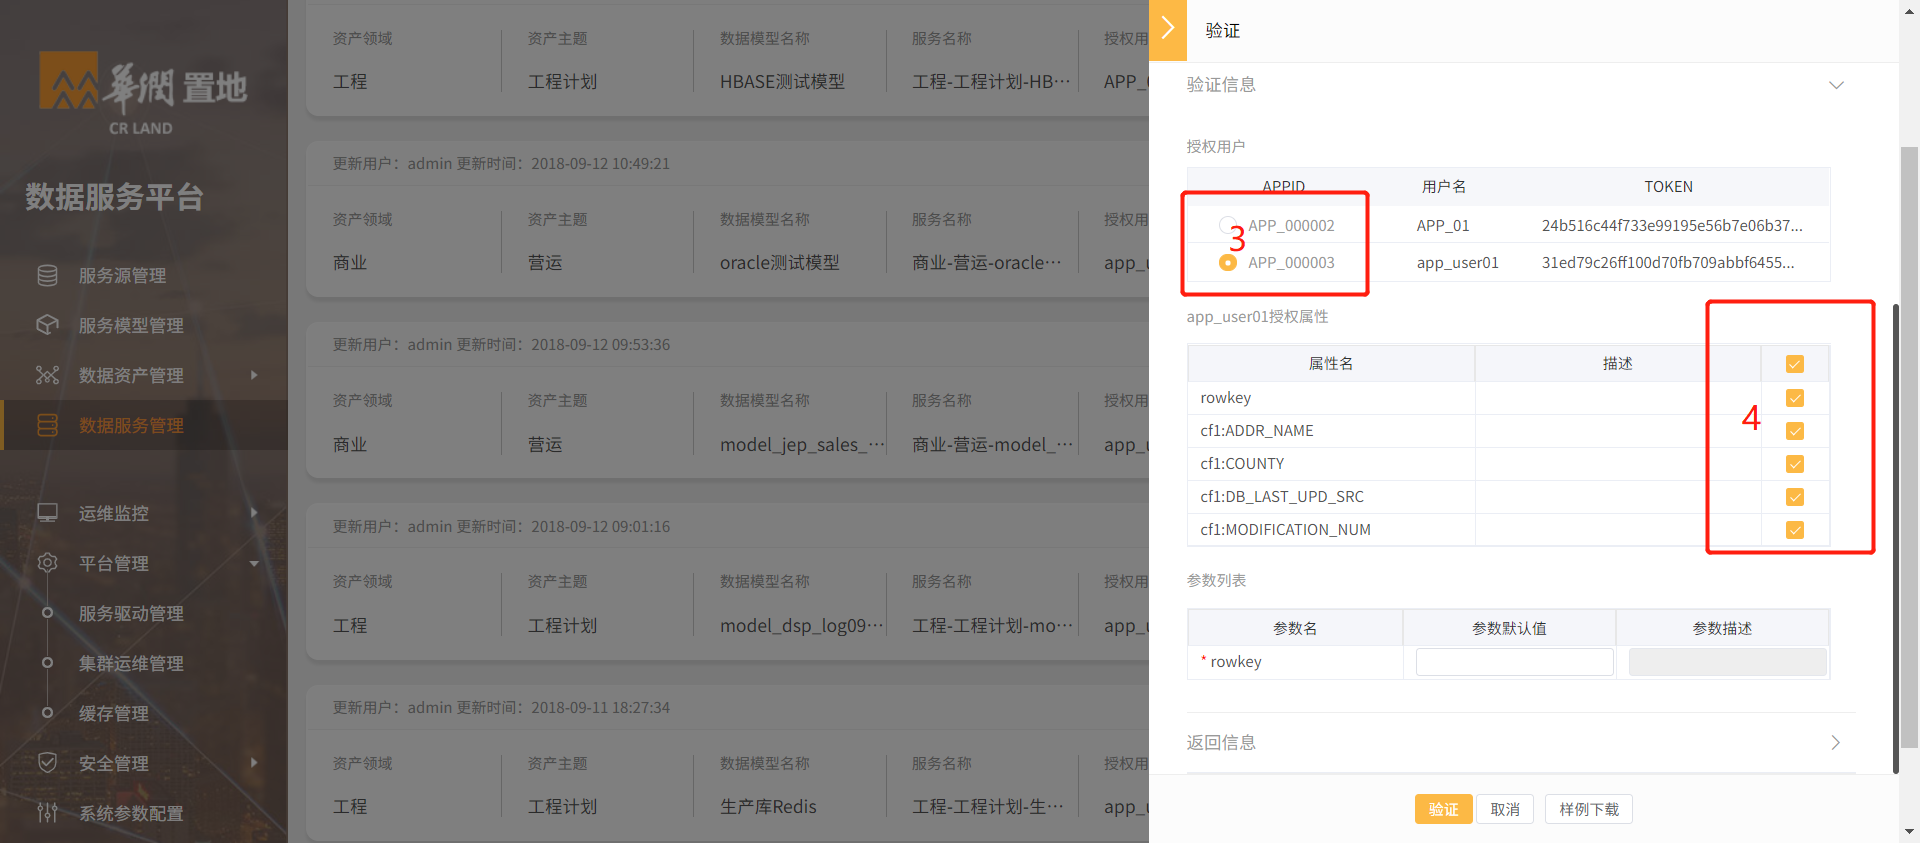 華潤 置地
CR LAND
数据服务平台
服务源管理
服务模型管理
数据资产管理
数据服务管理
运维监控
平台管理
服务驱动管理
集群运维管理
缓存管理
安全管理
系统参数配置
资产领域 资产主题 数据模型名称 服务名称 授权用
工程 工程计划 HBASE测试模型 工程-工程计划-HB··· APP_0
更新用户：admin 更新时间：2018-09-12 10:49:21
资产领域 资产主题 数据模型名称 服务名称 授权用
商业 营运 oracle测试模型 商业-营运-oracle··· app_u
更新用户：admin 更新时间：2018-09-12 09:53:36
资产领域 资产主题 数据模型名称 服务名称 授权用
商业 营运 model_jep_sales_··· 商业-营运-model_··· app_u
更新用户：admin 更新时间：2018-09-12 09:01:16
资产领域 资产主题 数据模型名称 服务名称 授权用
工程 工程计划 model_dsp_log09··· 工程-工程计划-mo··· app_u
更新用户：admin 更新时间：2018-09-11 18:27:34
资产领域 资产主题 数据模型名称 服务名称 授权用
工程 工程计划 生产库Redis 工程-工程计划-生··· app_u
验证
验证信息
授权用户
APPID 用户名 TOKEN
APP_000002 APP_01 24b516c44f733e99195e56b7e06b37...
3
APP_000003 app_user01 31ed79c26ff100d70fb709abbf6455...
app_user01授权属性
属性名 描述
rowkey
4
cf1:ADDR_NAME
cf1:COUNTY
cf1:DB_LAST_UPD_SRC
cf1:MODIFICATION_NUM
参数列表
参数名 参数默认值 参数描述
* rowkey
返回信息
验证 取消 样例下载